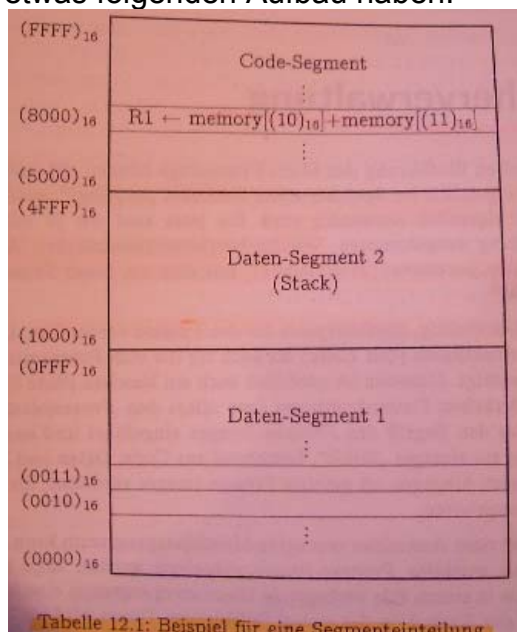 etwas folgenden Aufbau haben:
(FFFF)₁₆
Code-Segment
⋮
(8000)₁₆ R1 ← memory[(10)₁₆]+memory[(11)₁₆]
⋮
(5000)₁₆
(4FFF)₁₆
Daten-Segment 2
(Stack)
(1000)₁₆
(0FFF)₁₆
Daten-Segment 1
⋮
(0011)₁₆
(0010)₁₆
⋮
(0000)₁₆
Tabelle 12.1: Beispiel für eine Segmenteinteilung